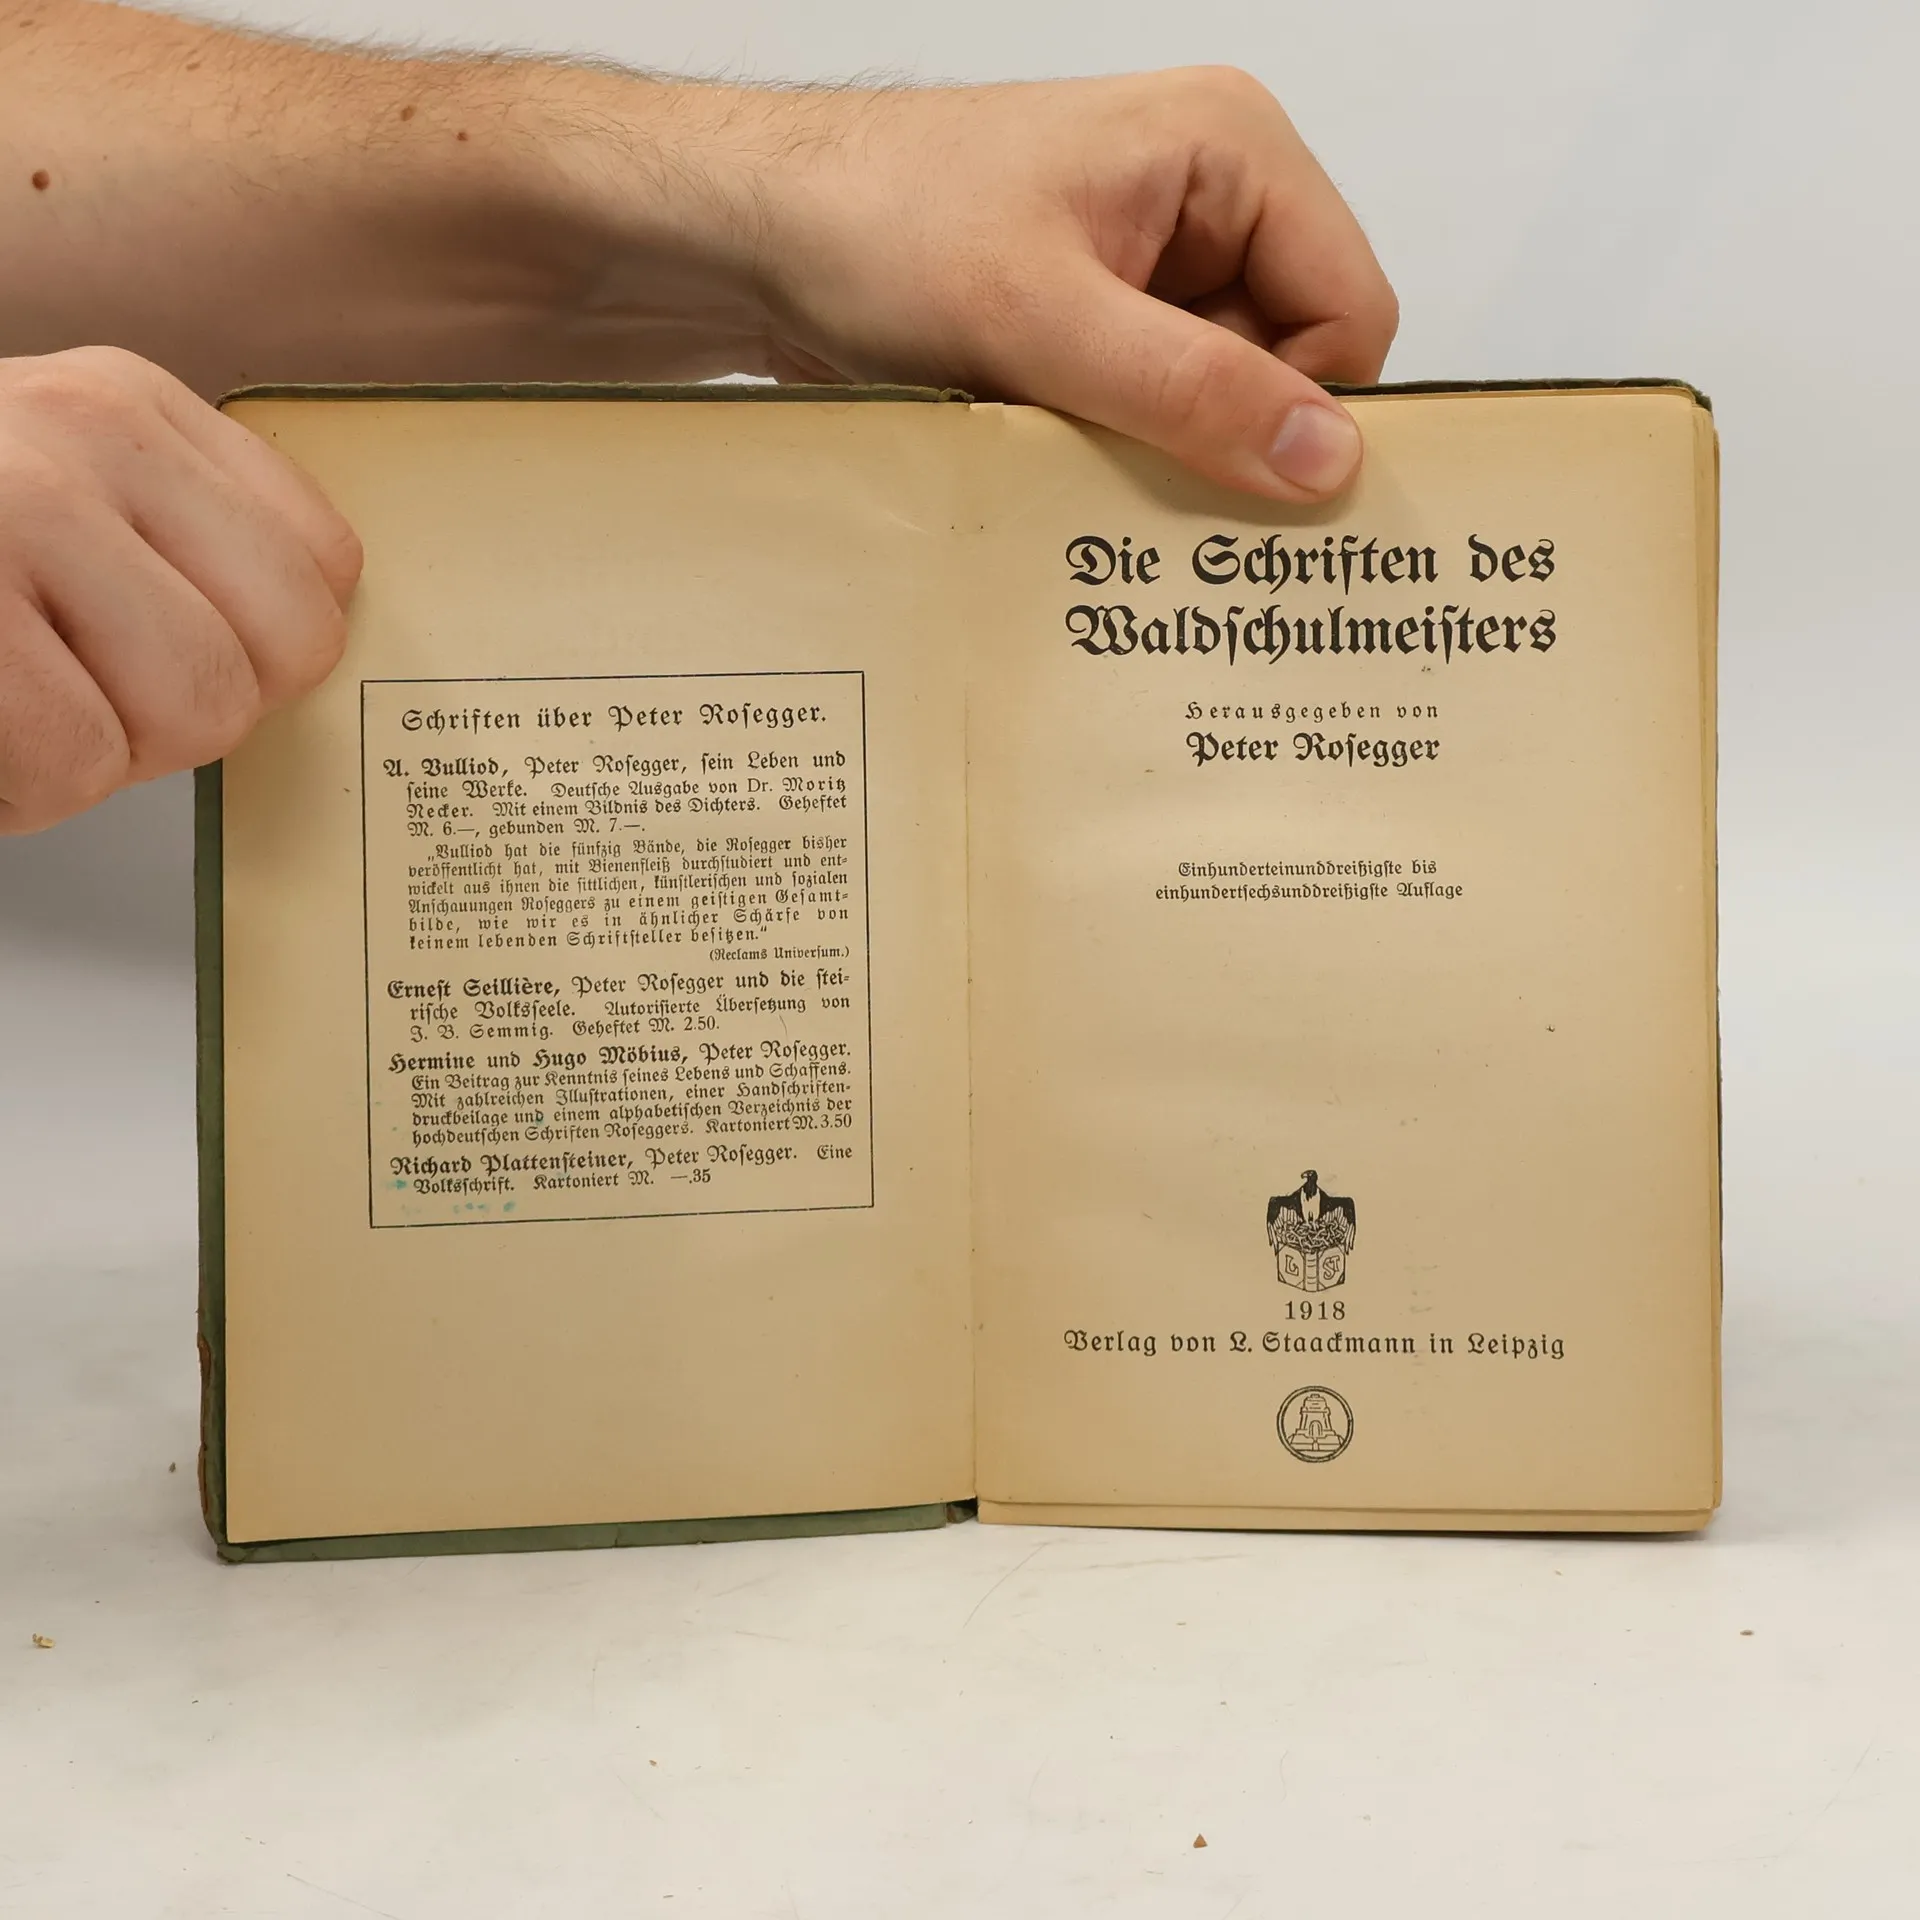 Schriften über Peter Roſegger.
A. Vulliod, Peter Roſegger, ſein Leben und
ſeine Werke. Deutſche Ausgabe von Dr. Moritz
Necker. Mit einem Bildnis des Dichters. Geheftet
M. 6.—, gebunden M. 7.—.
„Vulliod hat die fünfzig Bände, die Roſegger bisher
veröffentlicht hat, mit Bienenfleiß durchſtudiert und ent-
wickelt aus ihnen die ſittlichen, künſtleriſchen und ſozialen
Anſchauungen Roſeggers zu einem geiſtigen Geſamt-
bilde, wie wir es in ähnlicher Schärfe von
keinem lebenden Schriftſteller beſitzen.“
(Reclams Univerſum.)
Erneſt Seillière, Peter Roſegger und die ſtei-
riſche Volksſeele. Autoriſierte Überſetzung von
J. B. Semmig. Geheftet M. 2.50.
Hermine und Hugo Möbius, Peter Roſegger.
Ein Beitrag zur Kenntnis ſeines Lebens und Schaffens.
Mit zahlreichen Illuſtrationen, einer Handſchriften-
druckbeilage und einem alphabetiſchen Verzeichnis der
hochdeutſchen Schriften Roſeggers. Kartoniert M. 3.50
Richard Plattenſteiner, Peter Roſegger. Eine
Volksſchrift. Kartoniert M. —.35
Die Schriften des
Waldſchulmeiſters
Herausgegeben von
Peter Roſegger
Einhunderteinunddreißigſte bis
einhundertſechsunddreißigſte Auflage
L ST
1918
Verlag von L. Staackmann in Leipzig